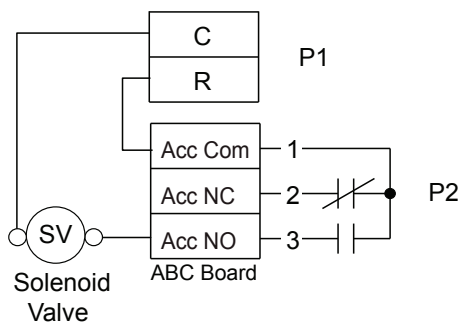 C
P1
R
Acc Com 1
Acc NC 2
P2
SV
Acc NO 3
ABC Board
Solenoid
Valve